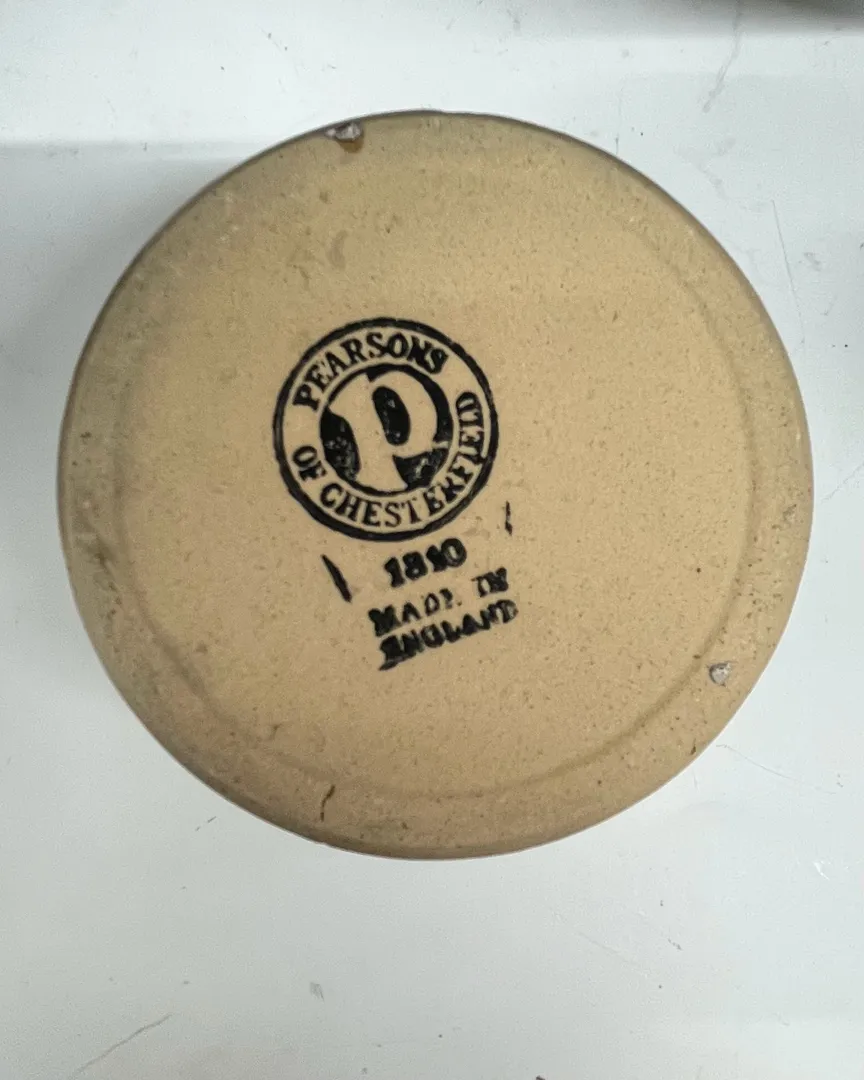 PEARSONS
P
OF CHESTERFIELD
1810
MADE IN
ENGLAND